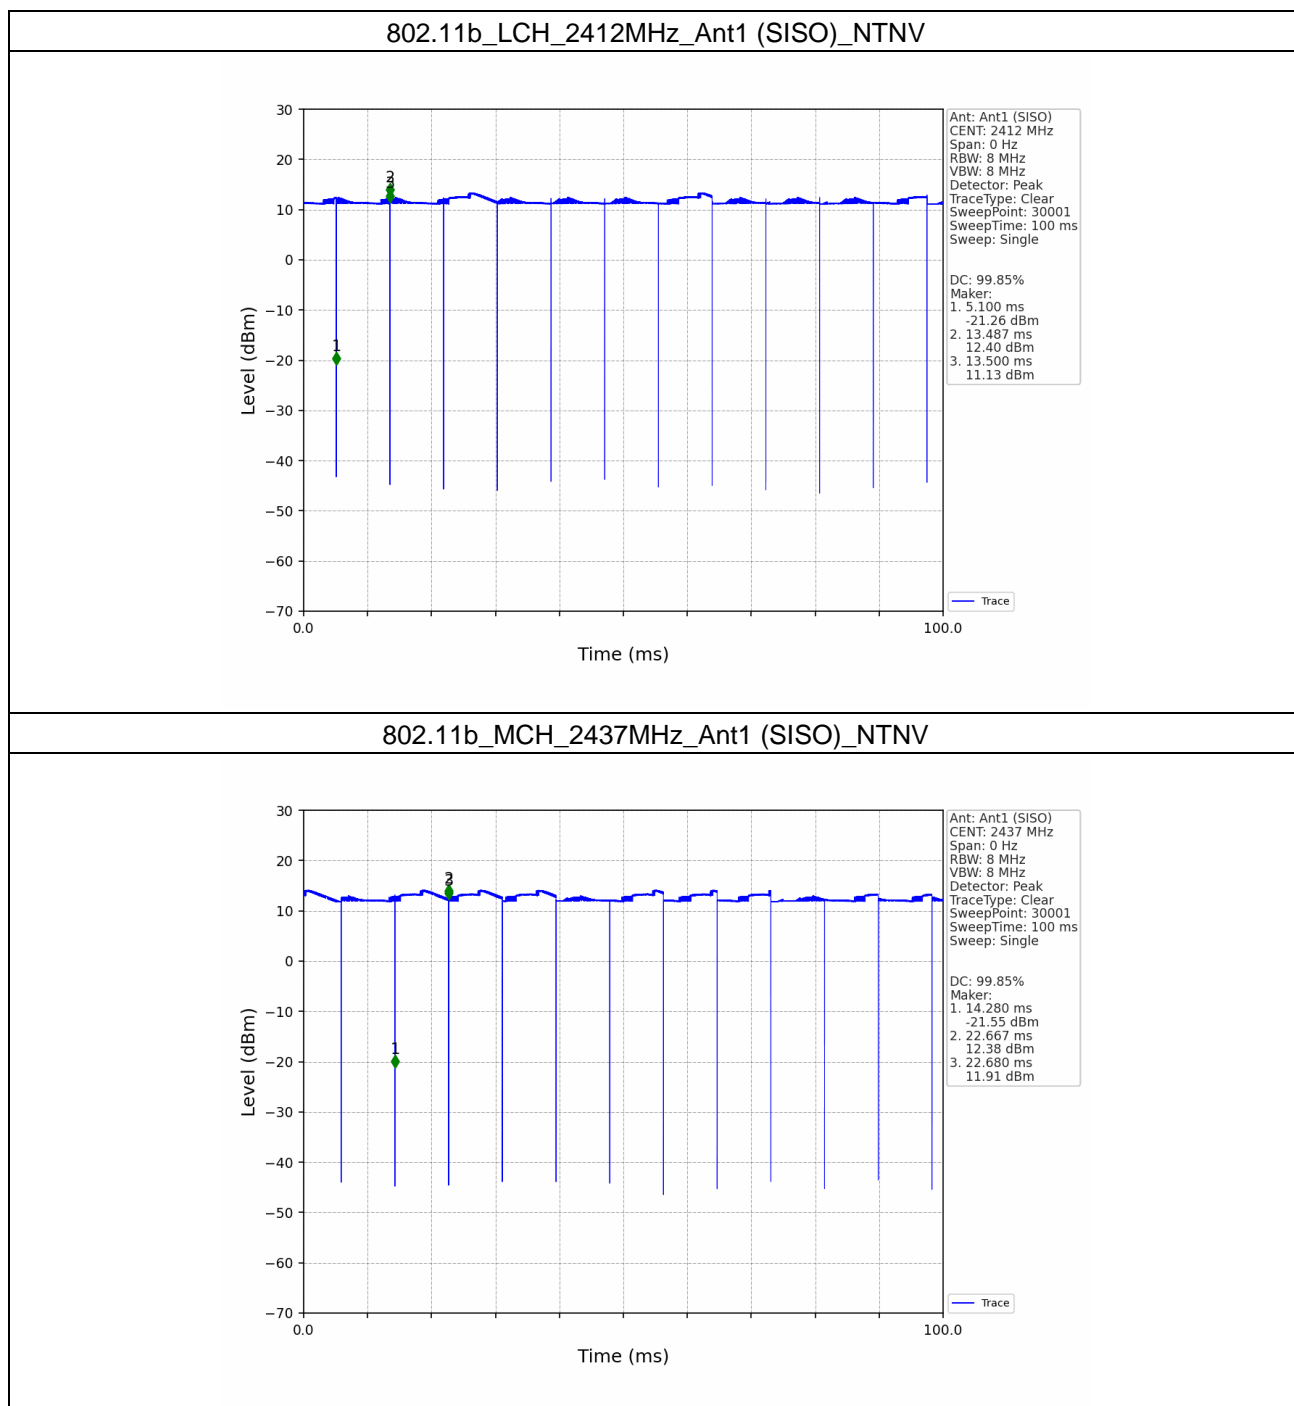 802.11b_LCH_2412MHz_Ant1 (SISO)_NTNV
30
20
10
0
−10
−20
−30
−40
−50
−60
−70
Level (dBm)
1
2
3
0.0
100.0
Time (ms)
Ant: Ant1 (SISO)
CENT: 2412 MHz
Span: 0 Hz
RBW: 8 MHz
VBW: 8 MHz
Detector: Peak
TraceType: Clear
SweepPoint: 30001
SweepTime: 100 ms
Sweep: Single
DC: 99.85%
Maker:
1. 5.100 ms
-21.26 dBm
2. 13.487 ms
12.40 dBm
3. 13.500 ms
11.13 dBm
Trace
802.11b_MCH_2437MHz_Ant1 (SISO)_NTNV
30
20
10
0
−10
−20
−30
−40
−50
−60
−70
Level (dBm)
1
2
3
0.0
100.0
Time (ms)
Ant: Ant1 (SISO)
CENT: 2437 MHz
Span: 0 Hz
RBW: 8 MHz
VBW: 8 MHz
Detector: Peak
TraceType: Clear
SweepPoint: 30001
SweepTime: 100 ms
Sweep: Single
DC: 99.85%
Maker:
1. 14.280 ms
-21.55 dBm
2. 22.667 ms
12.38 dBm
3. 22.680 ms
11.91 dBm
Trace